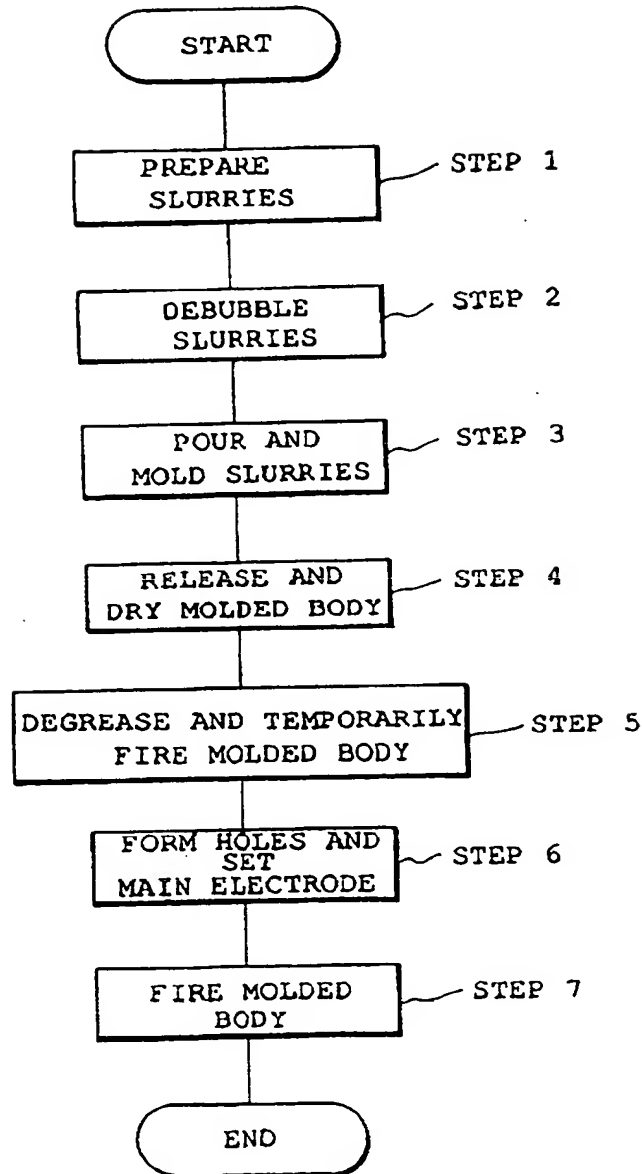 START
PREPARE
SLURRIES
STEP 1
DEBUBBLE
SLURRIES
STEP 2
POUR AND
MOLD SLURRIES
STEP 3
RELEASE AND
DRY MOLDED BODY
STEP 4
DEGREASE AND TEMPORARILY
FIRE MOLDED BODY
STEP 5
FORM HOLES AND
SET
MAIN ELECTRODE
STEP 6
FIRE MOLDED
BODY
STEP 7
END